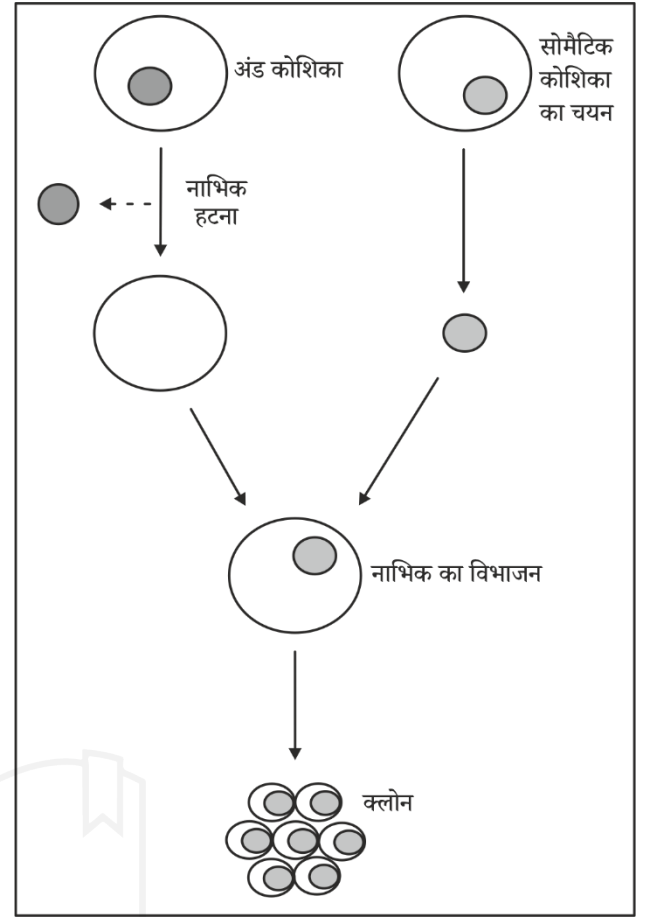 अंड कोशिका
सोमैटिक
कोशिका
का चयन
नाभिक
हटना
नाभिक का विभाजन
क्लोन